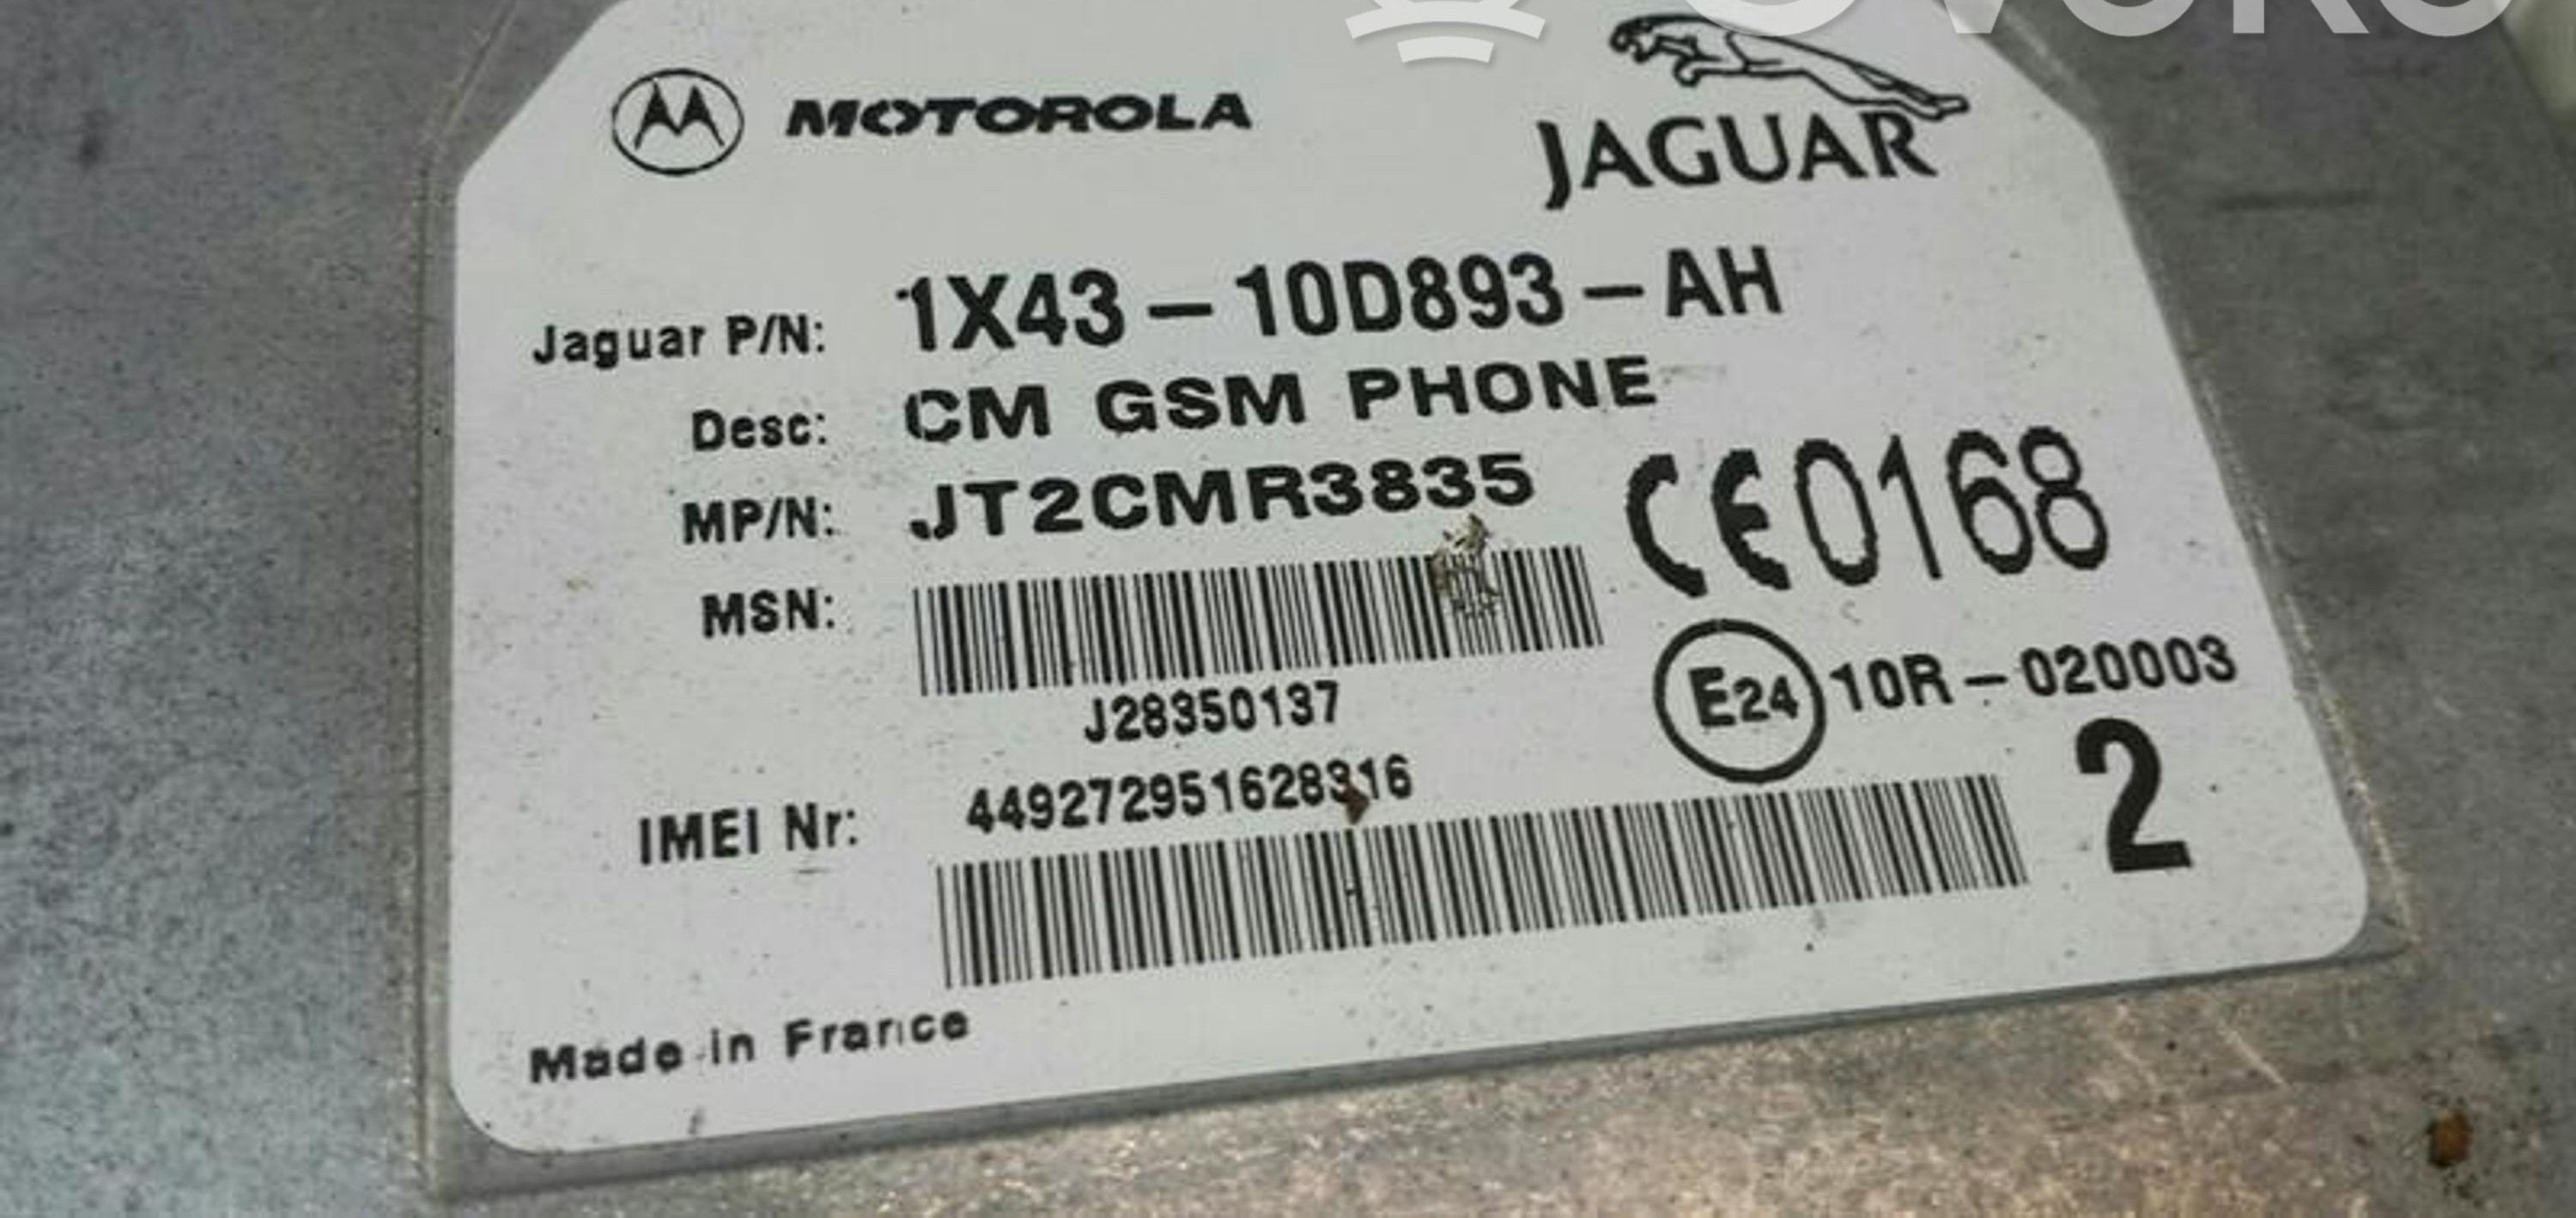 MOTOROLA
JAGUAR
Jaguar P/N: 1X43-10D893-AH
Desc: CM GSM PHONE
MP/N: JT2CMR3835
CE0168
MSN:
J28350137
E24 10R-020003
IMEI Nr: 449272951628316
2
Made in France